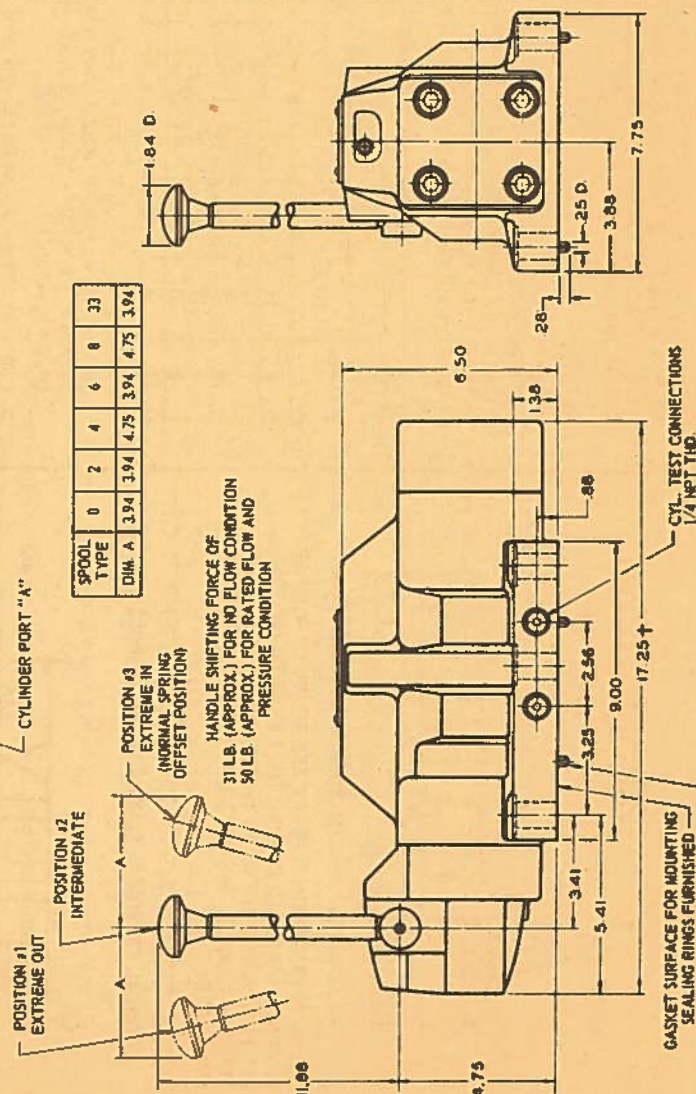 CYLINDER PORT "A"
POSITION #1
EXTREME OUT
POSITION #2
INTERMEDIATE
POSITION #3
EXTREME IN
(NORMAL SPRING
OFFSET POSITION)
A
A
HANDLE SHIFTING FORCE OF
31 LB. (APPROX.) FOR NO FLOW CONDITION
50 LB. (APPROX.) FOR RATED FLOW AND
PRESSURE CONDITION
SPOOL TYPE 0 2 4 6 8 33
DIM. A 3.94 3.94 4.75 3.94 4.75 3.94
1.84 D.
11.88
4.75
6.50
1.38
.88
3.25
2.56
3.41
9.00
5.41
17.25 †
GASKET SURFACE FOR MOUNTING
SEALING RINGS FURNISHED
CYL. TEST CONNECTIONS
1/4 NPT THD.
.28
.25 D.
3.88
7.75